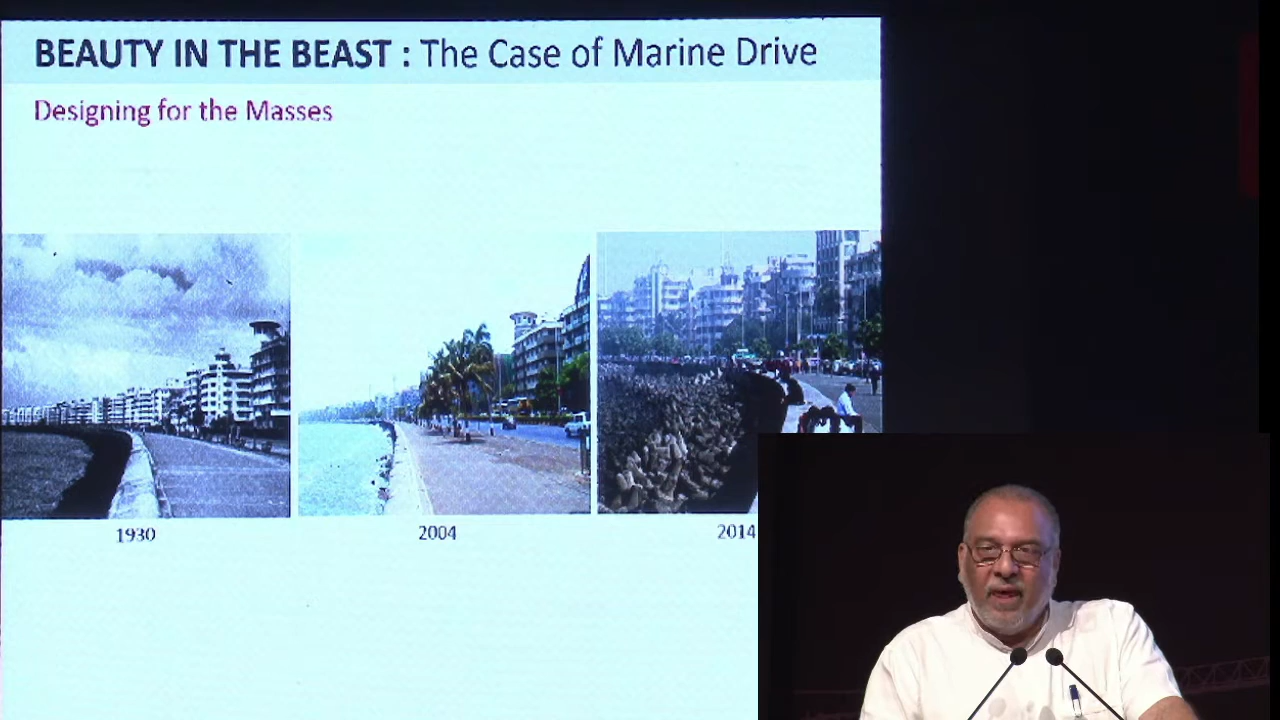 BEAUTY IN THE BEAST : The Case of Marine Drive
Designing for the Masses
1930
2004
2014